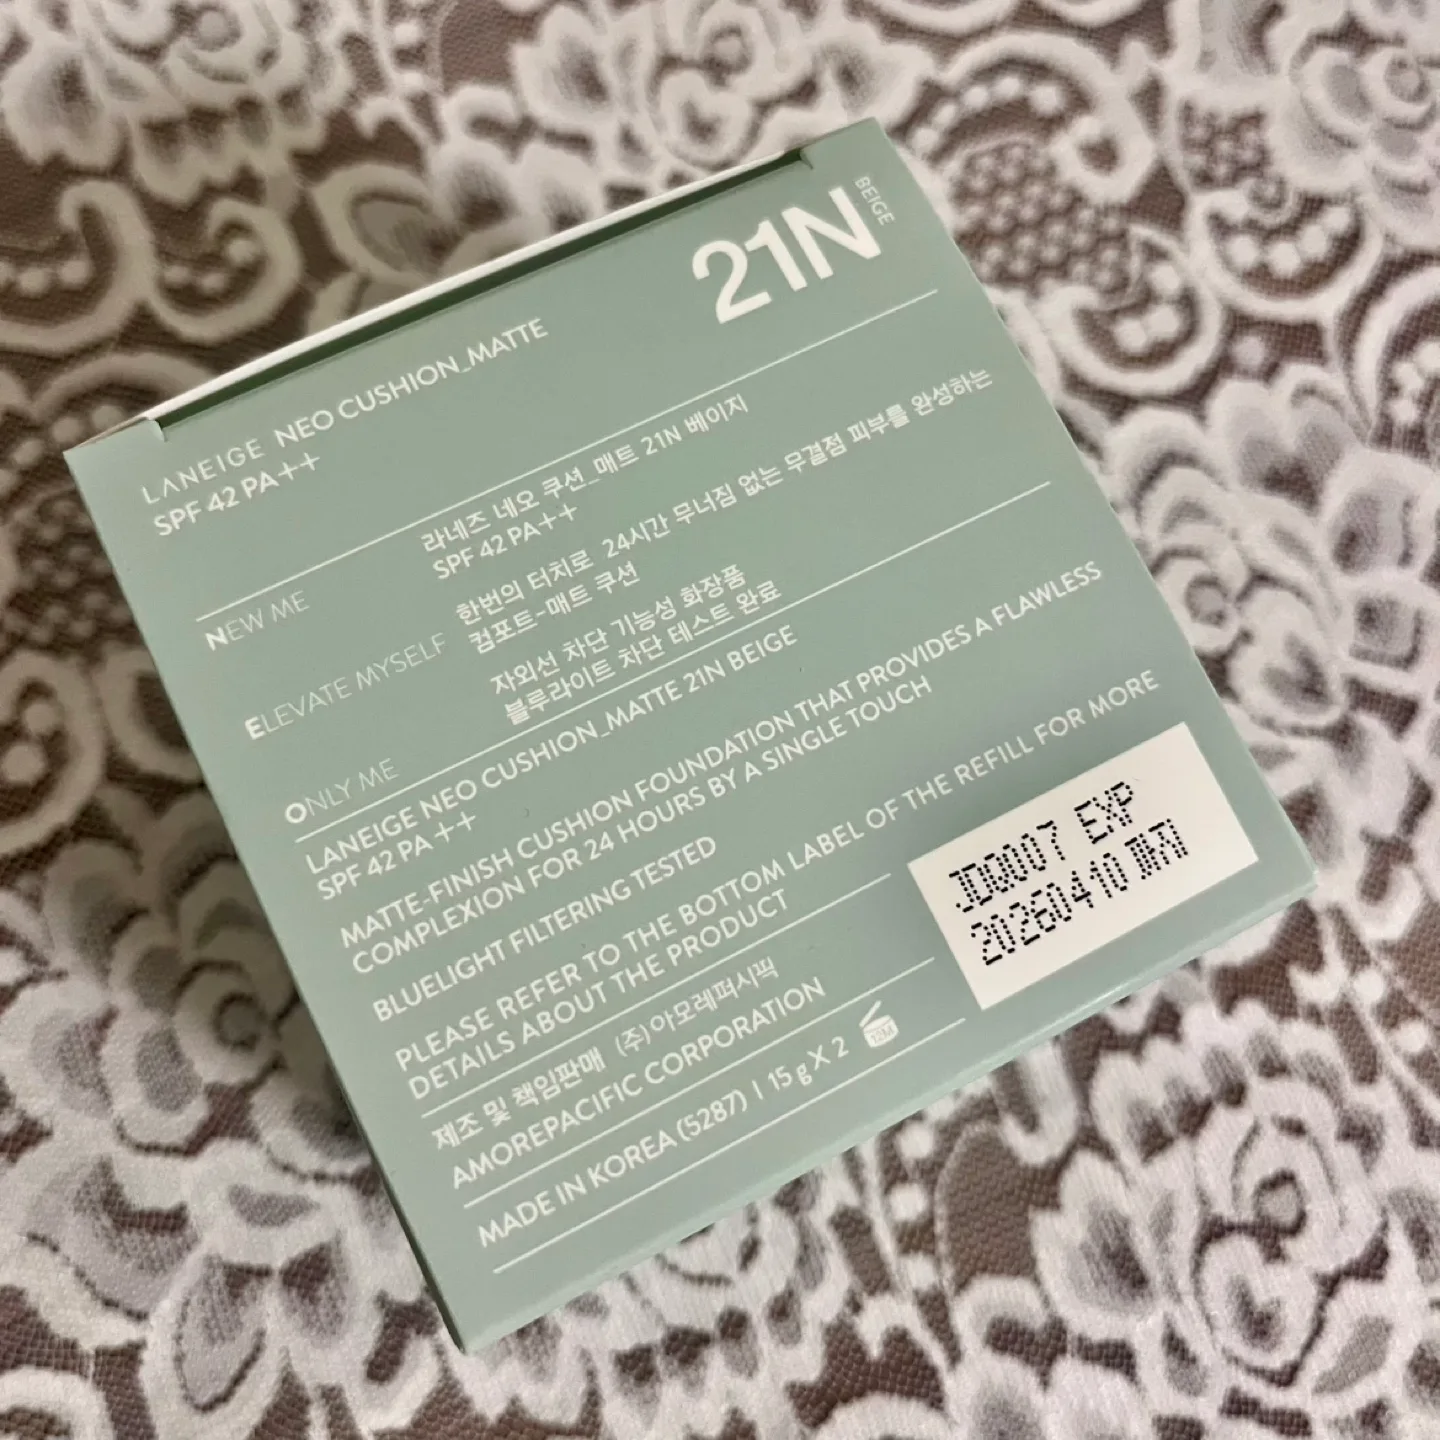 21N
BEIGE
LANEIGE NEO CUSHION_MATTE
SPF 42 PA++
라네즈 네오 쿠션_매트 21N 베이지
SPF 42 PA++
NEW ME
한번의 터치로 24시간 무너짐 없는 무결점 피부를 완성하는
컴포트-매트 쿠션
ELEVATE MYSELF
자외선 차단 기능성 화장품
블루라이트 차단 테스트 완료
ONLY ME
LANEIGE NEO CUSHION_MATTE 21N BEIGE
SPF 42 PA++
MATTE-FINISH CUSHION FOUNDATION THAT PROVIDES A FLAWLESS
COMPLEXION FOR 24 HOURS BY A SINGLE TOUCH
BLUELIGHT FILTERING TESTED
PLEASE REFER TO THE BOTTOM LABEL OF THE REFILL FOR MORE
DETAILS ABOUT THE PRODUCT
제조 및 책임판매 (주)아모레퍼시픽
AMOREPACIFIC CORPORATION
MADE IN KOREA (5287) | 15 g X 2
JDQ007 EXP
20260410 까지